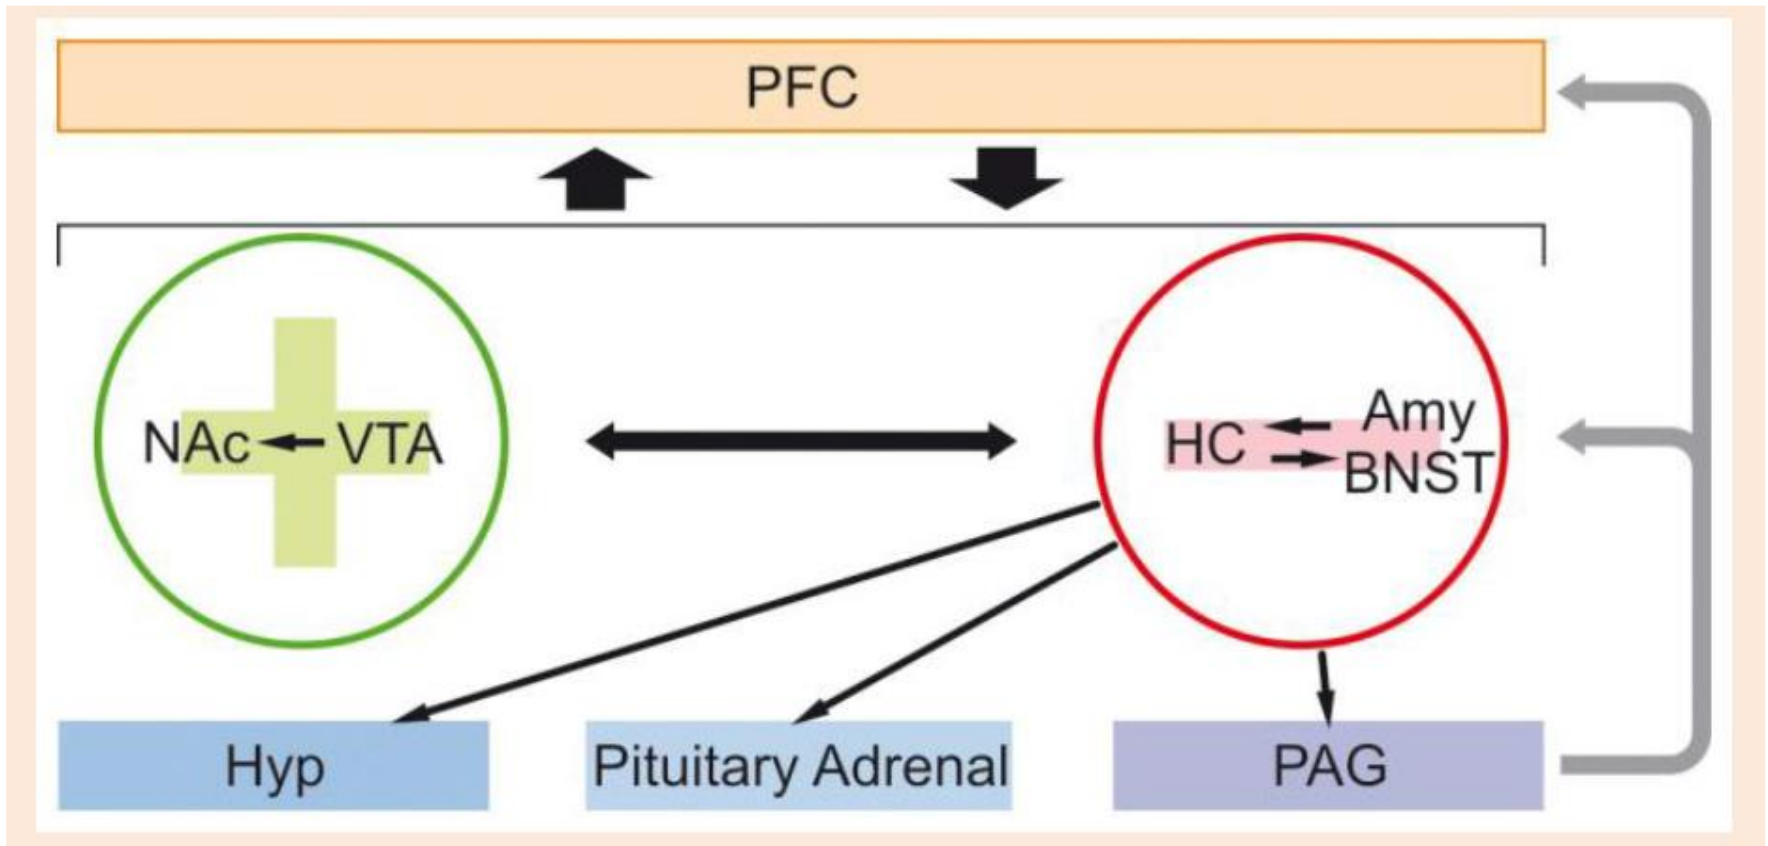 PFC
NAc
VTA
HC
Amy
BNST
Hyp
Pituitary Adrenal
PAG